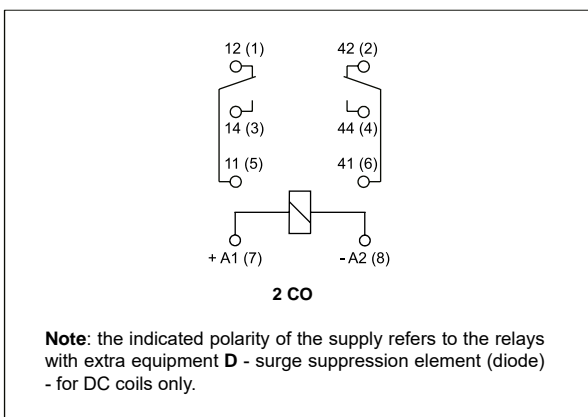 12 (1) 42 (2)
14 (3) 44 (4)
11 (5) 41 (6)
+ A1 (7) - A2 (8)
2 CO
Note: the indicated polarity of the supply refers to the relays
with extra equipment D - surge suppression element (diode)
- for DC coils only.